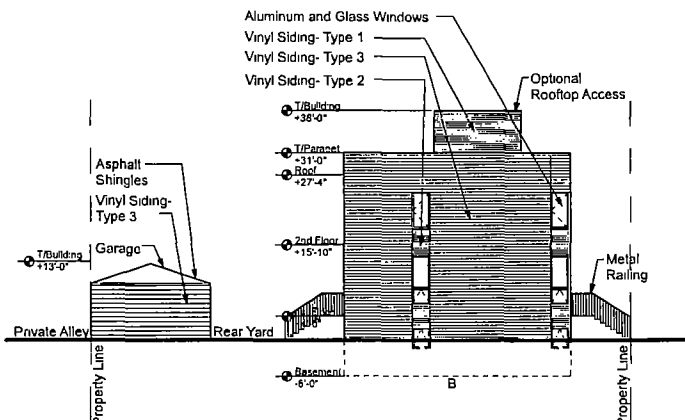 Aluminum and Glass Windows
Vinyl Siding- Type 1
Vinyl Siding- Type 3
Vinyl Siding- Type 2
Optional
Rooftop Access
T/Building
+38'-0"
T/Parapet
+31'-0"
Roof
+27'-4"
Asphalt
Shingles
Vinyl Siding-
Type 3
Garage
T/Building
+13'-0"
2nd Floor
+15'-10"
Metal
Railing
Private Alley
Rear Yard
Basement
-6'-0"
B
Property Line
Property Line